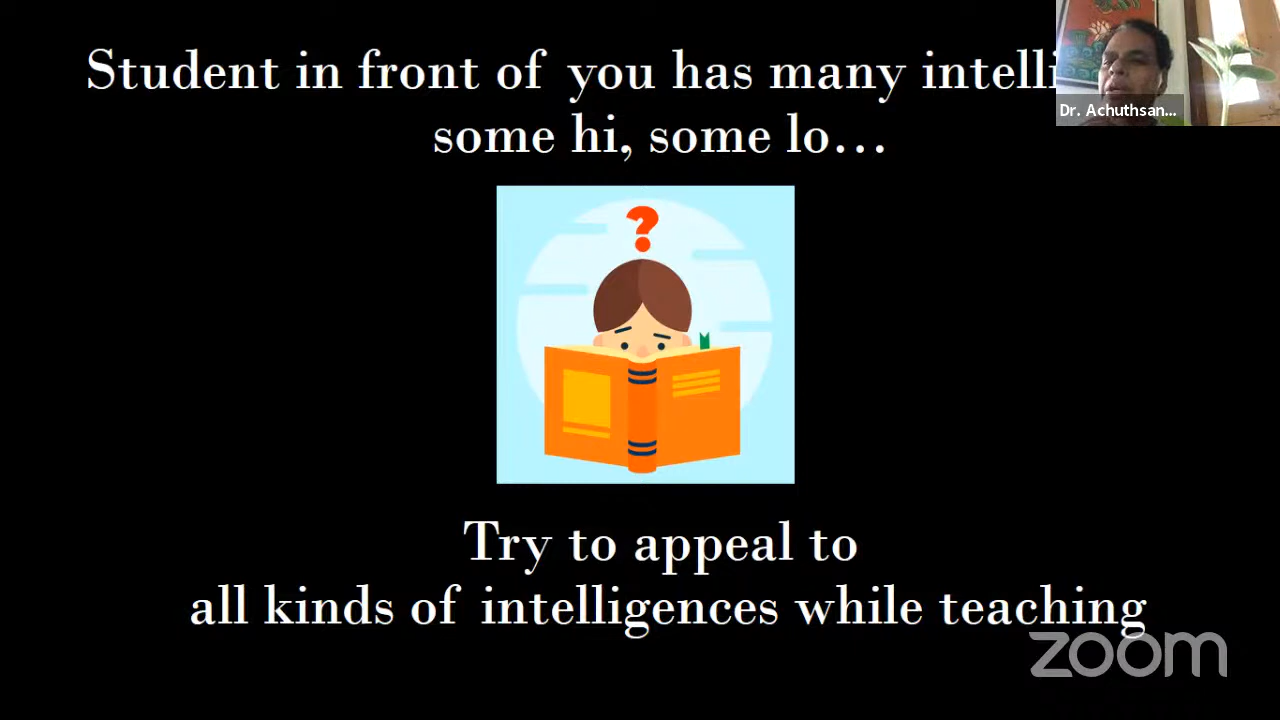 Student in front of you has many
some hi, some lo…
Dr. Achuthsan...
?
Try to appeal to
all kinds of intelligences while teaching
zoom